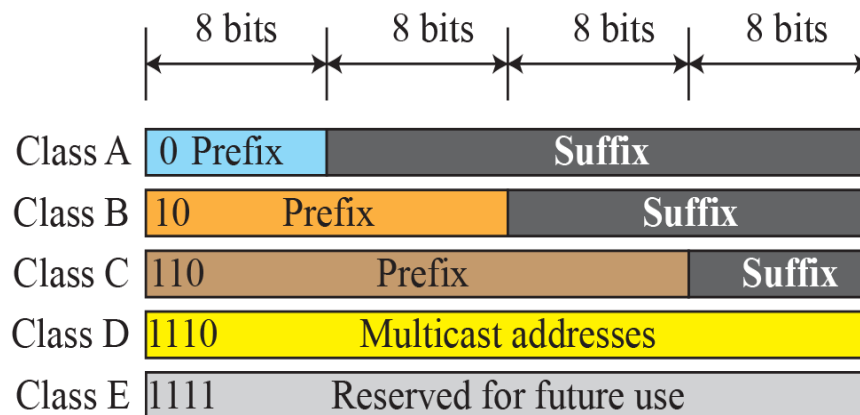 8 bits 8 bits 8 bits 8 bits
Class A 0 Prefix Suffix
Class B 10 Prefix Suffix
Class C 110 Prefix Suffix
Class D 1110 Multicast addresses
Class E 1111 Reserved for future use